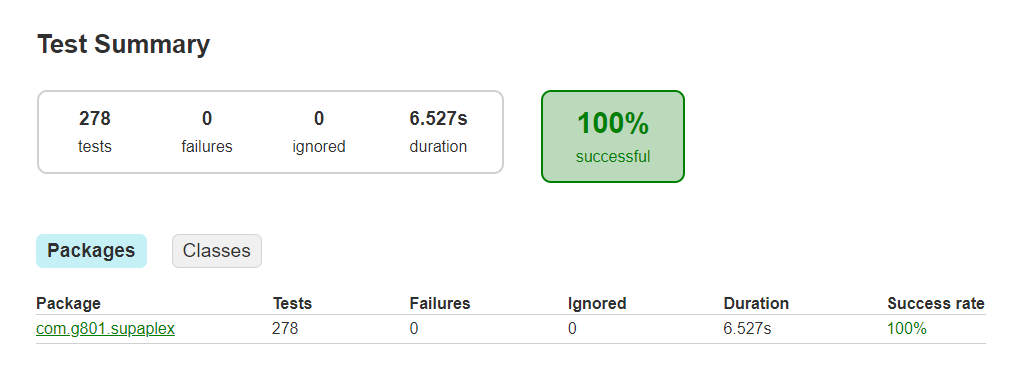 Test Summary
278 0 0 6.527s
tests failures ignored duration
100%
successful
Packages Classes
Package Tests Failures Ignored Duration Success rate
com.g801.supaplex 278 0 0 6.527s 100%